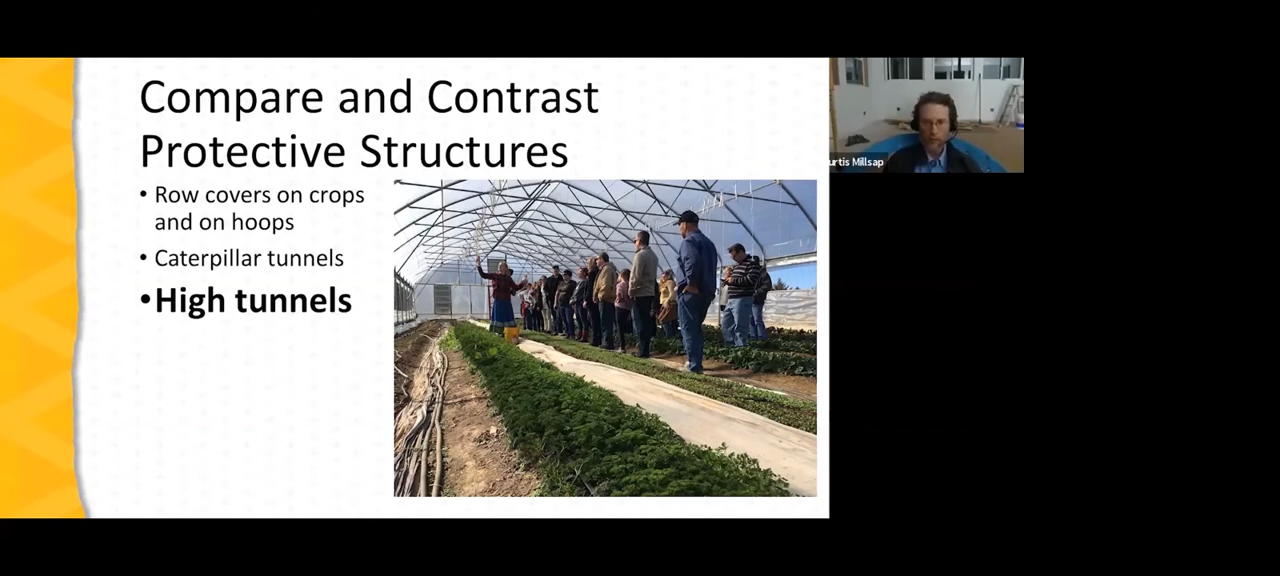 Compare and Contrast
Protective Structures
• Row covers on crops
and on hoops
• Caterpillar tunnels
•High tunnels
urtis Millsap